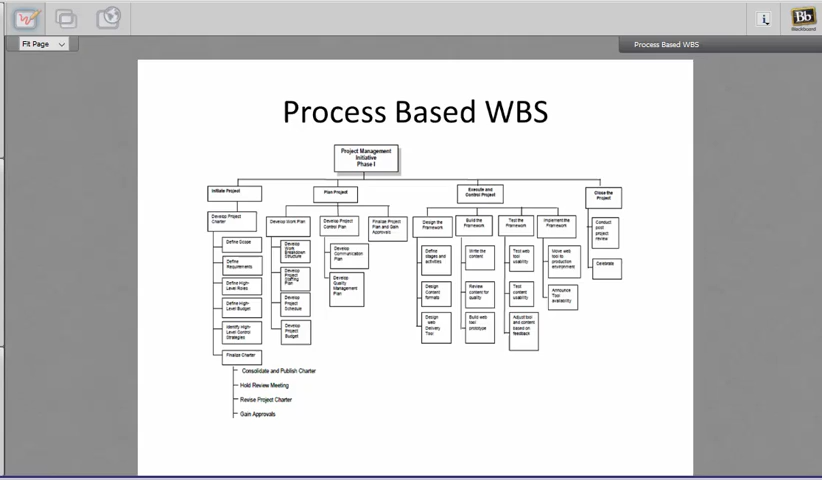 Fit Page
Process Based WBS
Bb
Blackboard
Process Based WBS
Project Management
Initiative
Phase I
Initiate Project
Plan Project
Execute and
Control Project
Close the
Project
Develop Project
Charter
Define Scope
Define
Requirements
Define High-
Level Roles
Define High-
Level Budget
Identify High-
Level Control
Strategies
Finalize Charter
Consolidate and Publish Charter
Hold Review Meeting
Revise Project Charter
Gain Approvals
Develop Work Plan
Develop
Work
Breakdown
Structure
Develop
Project
Staffing
Plan
Develop
Project
Schedule
Develop
Project
Budget
Develop Project
Control Plan
Develop
Communication
Plan
Develop
Quality
Management
Plan
Finalize Project
Plan and Gain
Approvals
Design the
Framework
Define
stages and
activities
Design
Content
formats
Design
web
Delivery
Tool
Build the
Framework
Write the
content
Review
content for
quality
Build web
tool
prototype
Test the
Framework
Test web
tool
usability
Test
content
usability
Adjust tool
and content
based on
feedback
Implement the
Framework
Move web
tool to
production
environment
Announce
Tool
availability
Conduct
post
project
review
Celebrate